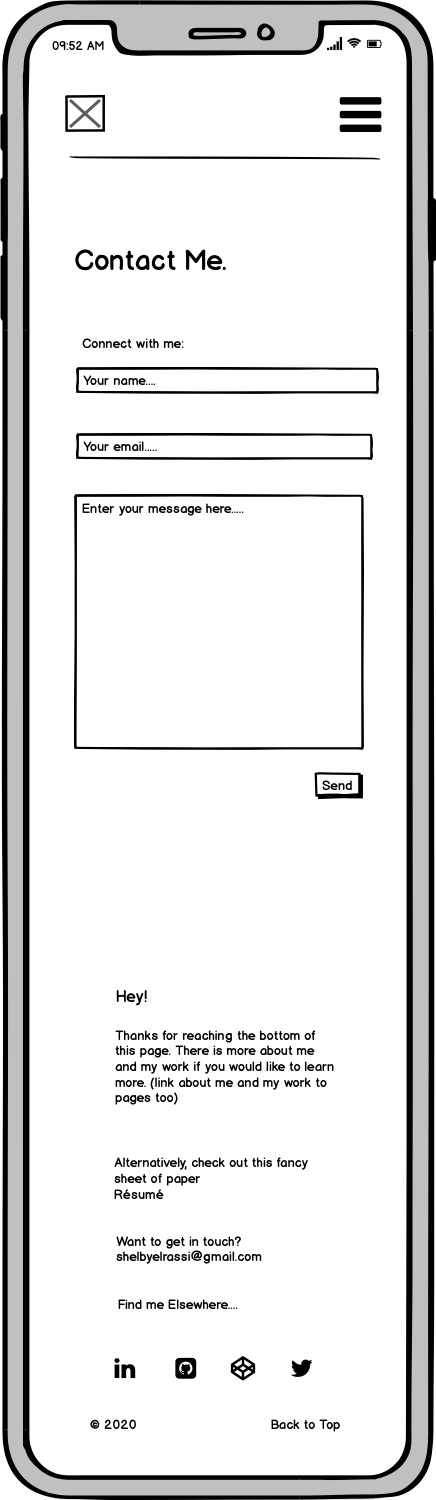 09:52 AM
Contact Me.
Connect with me:
Your name....
Your email.....
Enter your message here.....
Send
Hey!
Thanks for reaching the bottom of
this page. There is more about me
and my work if you would like to learn
more. (link about me and my work to
pages too)
Alternatively, check out this fancy
sheet of paper
Résumé
Want to get in touch?
shelbyelrassi@gmail.com
Find me Elsewhere....
in
© 2020
Back to Top